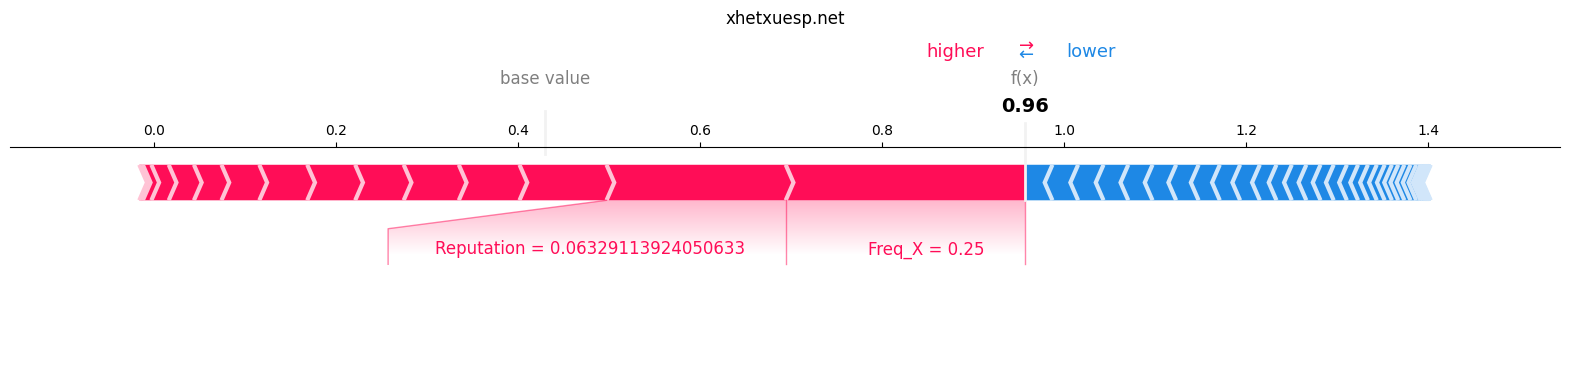 xhetxuesp.net
higher ⇄ lower
base value f(x)
0.96
0.0 0.2 0.4 0.6 0.8 1.0 1.2 1.4
Reputation = 0.06329113924050633 Freq_X = 0.25